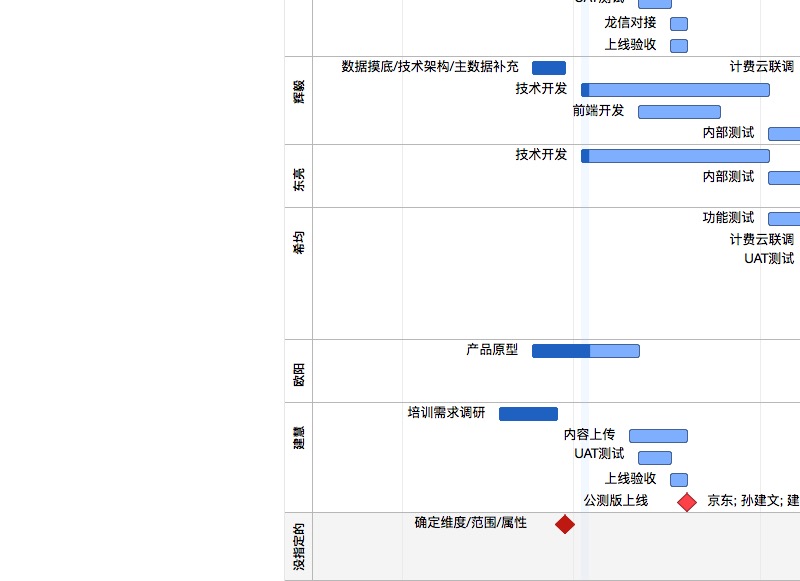 UAT测试
龙信对接
上线验收
辉毅
数据摸底/技术架构/主数据补充
计费云联调
技术开发
前端开发
内部测试
东亮
技术开发
内部测试
希均
功能测试
计费云联调
UAT测试
欧阳
产品原型
建慧
培训需求调研
内容上传
UAT测试
上线验收
公测版上线
京东; 孙建文; 建
没指定的
确定维度/范围/属性